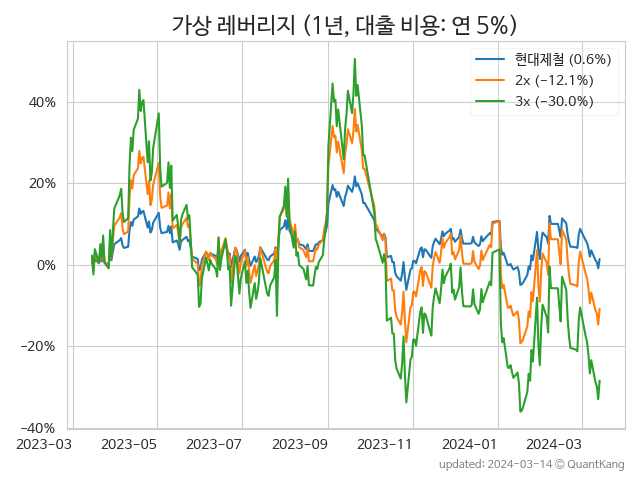 가상 레버리지 (1년, 대출 비용: 연 5%)
현대제철 (0.6%)
2x (−12.1%)
3x (−30.0%)
40%
20%
0%
−20%
−40%
2023-03 2023-05 2023-07 2023-09 2023-11 2024-01 2024-03
updated: 2024-03-14 © QuantKang